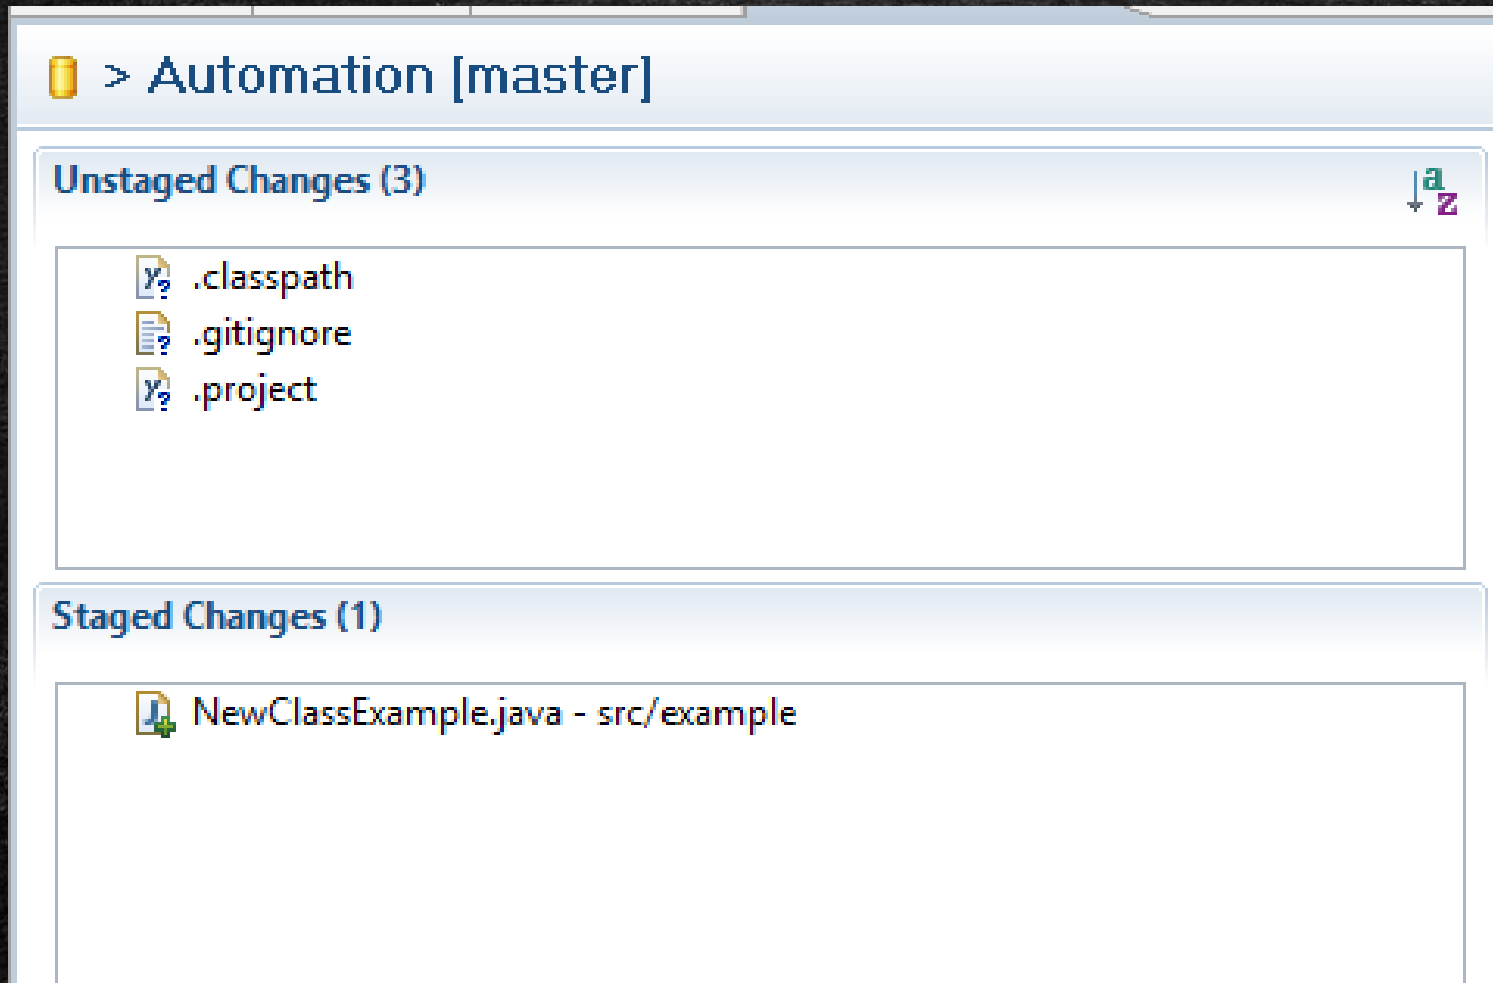 > Automation [master]
Unstaged Changes (3)
.classpath
.gitignore
.project
Staged Changes (1)
NewClassExample.java - src/example